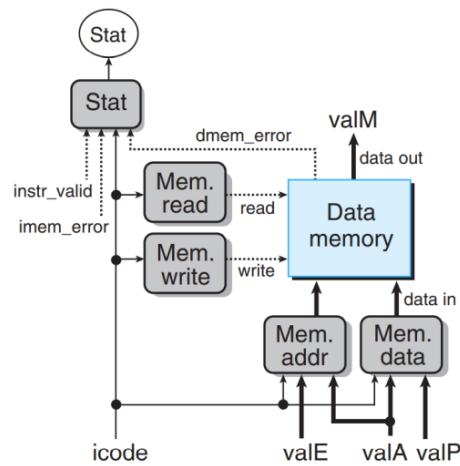 Stat
Stat
dmem_error
valM
data out
instr_valid
imem_error
Mem.
read
read
Data
memory
Mem.
write
write
data in
Mem.
addr
Mem.
data
icode
valE
valA
valP